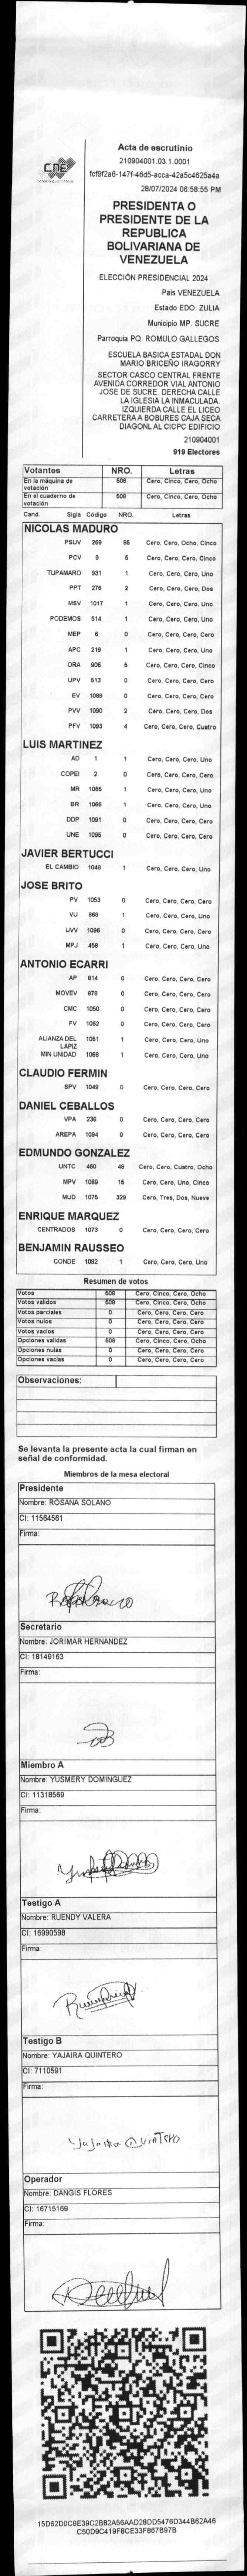 CNE
Acta de escrutinio
210904001.03.1.0001
fcf9f2a6-147f-46d5-acca-42a5c4625a4a
28/07/2024 06:58:55 PM
PRESIDENTA O
PRESIDENTE DE LA
REPUBLICA
BOLIVARIANA DE
VENEZUELA
ELECCIÓN PRESIDENCIAL 2024
Pais VENEZUELA
Estado EDO. ZULIA
Municipio MP. SUCRE
Parroquia PQ. ROMULO GALLEGOS
ESCUELA BASICA ESTADAL DON
MARIO BRICEÑO IRAGORRY
SECTOR CASCO CENTRAL FRENTE
AVENIDA CORREDOR VIAL ANTONIO
JOSE DE SUCRE. DERECHA CALLE
LA IGLESIA LA INMACULADA.
IZQUIERDA CALLE EL LICEO
CARRETERA A BOBURES CAJA SECA
DIAGONL AL CICPC EDIFICIO
210904001
919 Electores
Votantes NRO. Letras
En la máquina de votación 508 Cero, Cinco, Cero, Ocho
En el cuaderno de votación 508 Cero, Cinco, Cero, Ocho
Cand. Sigla Código NRO. Letras
NICOLAS MADURO
PSUV 269 85 Cero, Cero, Ocho, Cinco
PCV 9 5 Cero, Cero, Cero, Cinco
TUPAMARO 931 1 Cero, Cero, Cero, Uno
PPT 276 2 Cero, Cero, Cero, Dos
MSV 1017 1 Cero, Cero, Cero, Uno
PODEMOS 514 1 Cero, Cero, Cero, Uno
MEP 6 0 Cero, Cero, Cero, Cero
APC 219 1 Cero, Cero, Cero, Uno
ORA 906 5 Cero, Cero, Cero, Cinco
UPV 513 0 Cero, Cero, Cero, Cero
EV 1089 0 Cero, Cero, Cero, Cero
PVV 1090 2 Cero, Cero, Cero, Dos
PFV 1093 4 Cero, Cero, Cero, Cuatro
LUIS MARTINEZ
AD 1 1 Cero, Cero, Cero, Uno
COPEI 2 0 Cero, Cero, Cero, Cero
MR 1065 1 Cero, Cero, Cero, Uno
BR 1066 1 Cero, Cero, Cero, Uno
DDP 1091 0 Cero, Cero, Cero, Cero
UNE 1095 0 Cero, Cero, Cero, Cero
JAVIER BERTUCCI
EL CAMBIO 1048 1 Cero, Cero, Cero, Uno
JOSE BRITO
PV 1053 0 Cero, Cero, Cero, Cero
VU 868 1 Cero, Cero, Cero, Uno
UVV 1096 0 Cero, Cero, Cero, Cero
MPJ 458 1 Cero, Cero, Cero, Uno
ANTONIO ECARRI
AP 814 0 Cero, Cero, Cero, Cero
MOVEV 878 0 Cero, Cero, Cero, Cero
CMC 1050 0 Cero, Cero, Cero, Cero
FV 1062 0 Cero, Cero, Cero, Cero
ALIANZA DEL LAPIZ 1051 1 Cero, Cero, Cero, Uno
MIN UNIDAD 1068 1 Cero, Cero, Cero, Uno
CLAUDIO FERMIN
SPV 1049 0 Cero, Cero, Cero, Cero
DANIEL CEBALLOS
VPA 236 0 Cero, Cero, Cero, Cero
AREPA 1094 0 Cero, Cero, Cero, Cero
EDMUNDO GONZALEZ
UNTC 460 48 Cero, Cero, Cuatro, Ocho
MPV 1069 15 Cero, Cero, Uno, Cinco
MUD 1075 329 Cero, Tres, Dos, Nueve
ENRIQUE MARQUEZ
CENTRADOS 1073 0 Cero, Cero, Cero, Cero
BENJAMIN RAUSSEO
CONDE 1082 1 Cero, Cero, Cero, Uno
Resumen de votos
Votos 508 Cero, Cinco, Cero, Ocho
Votos validos 508 Cero, Cinco, Cero, Ocho
Votos parciales 0 Cero, Cero, Cero, Cero
Votos nulos 0 Cero, Cero, Cero, Cero
Votos vacios 0 Cero, Cero, Cero, Cero
Opciones validas 508 Cero, Cinco, Cero, Ocho
Opciones nulas 0 Cero, Cero, Cero, Cero
Opciones vacias 0 Cero, Cero, Cero, Cero
Observaciones:
Se levanta la presente acta la cual firman en
señal de conformidad.
Miembros de la mesa electoral
Presidente
Nombre: ROSANA SOLANO
CI: 11564561
Firma:
Secretario
Nombre: JORIMAR HERNANDEZ
CI: 18149163
Firma:
Miembro A
Nombre: YUSMERY DOMINGUEZ
CI: 11318569
Firma:
Testigo A
Nombre: RUENDY VALERA
CI: 16990598
Firma:
Testigo B
Nombre: YAJAIRA QUINTERO
CI: 7110591
Firma:
Yajaira QuinTero
Operador
Nombre: DANGIS FLORES
CI: 16715169
Firma:
15D62D0C9E39C2B82A56AAD28DD5476D344B62A46
C50D9C419F8CE33F867B97B